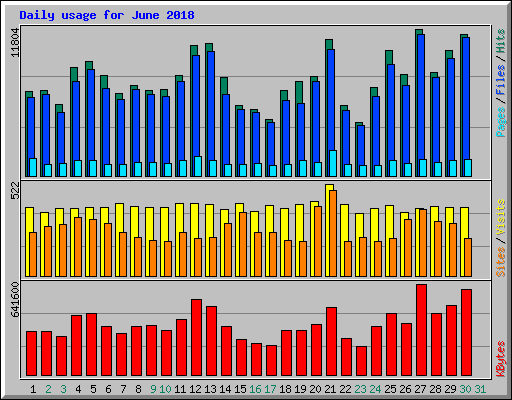 Daily usage for June 2018
11804
Pages / Files / Hits
522
Sites / Visits
641600
KBytes
1 2 3 4 5 6 7 8 9 10 11 12 13 14 15 16 17 18 19 20 21 22 23 24 25 26 27 28 29 30 31